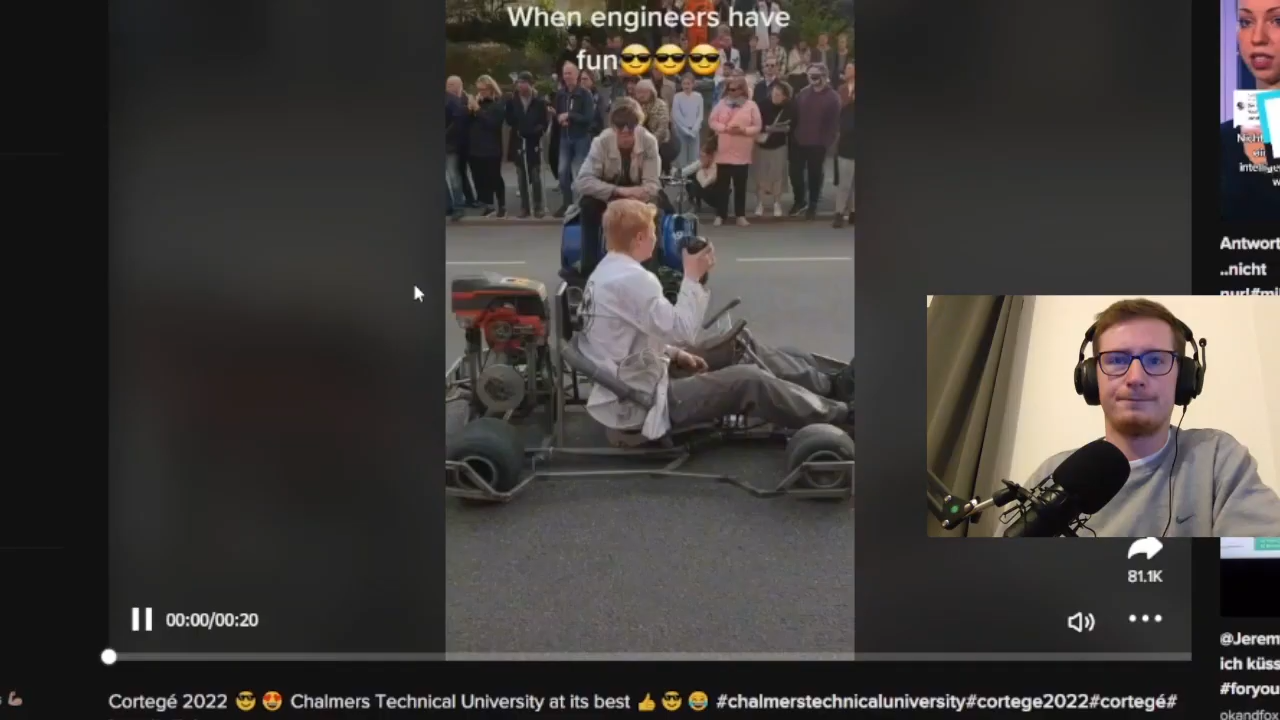 When engineers have
fun😎😎😎
Antwort
..nicht
81.1K
00:00/00:20
@Jerem
ich küss
#foryou
okandfox
Cortegé 2022 😎😍 Chalmers Technical University at its best 👍😎😂 #chalmerstechnicaluniversity#cortege2022#cortegé#